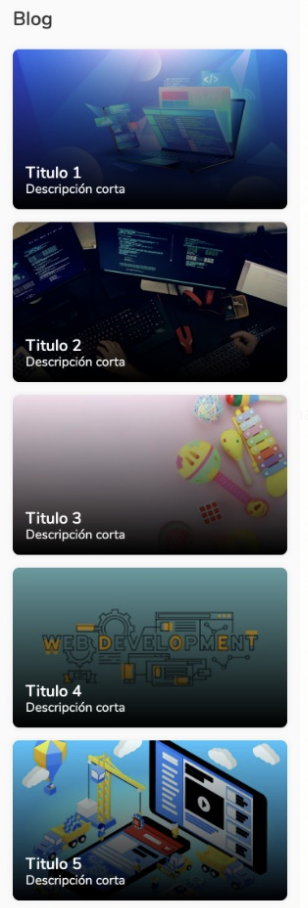 Blog
</>
Titulo 1
Descripción corta
Titulo 2
Descripción corta
Titulo 3
Descripción corta
WEB DEVELOPMENT
Titulo 4
Descripción corta
Titulo 5
Descripción corta